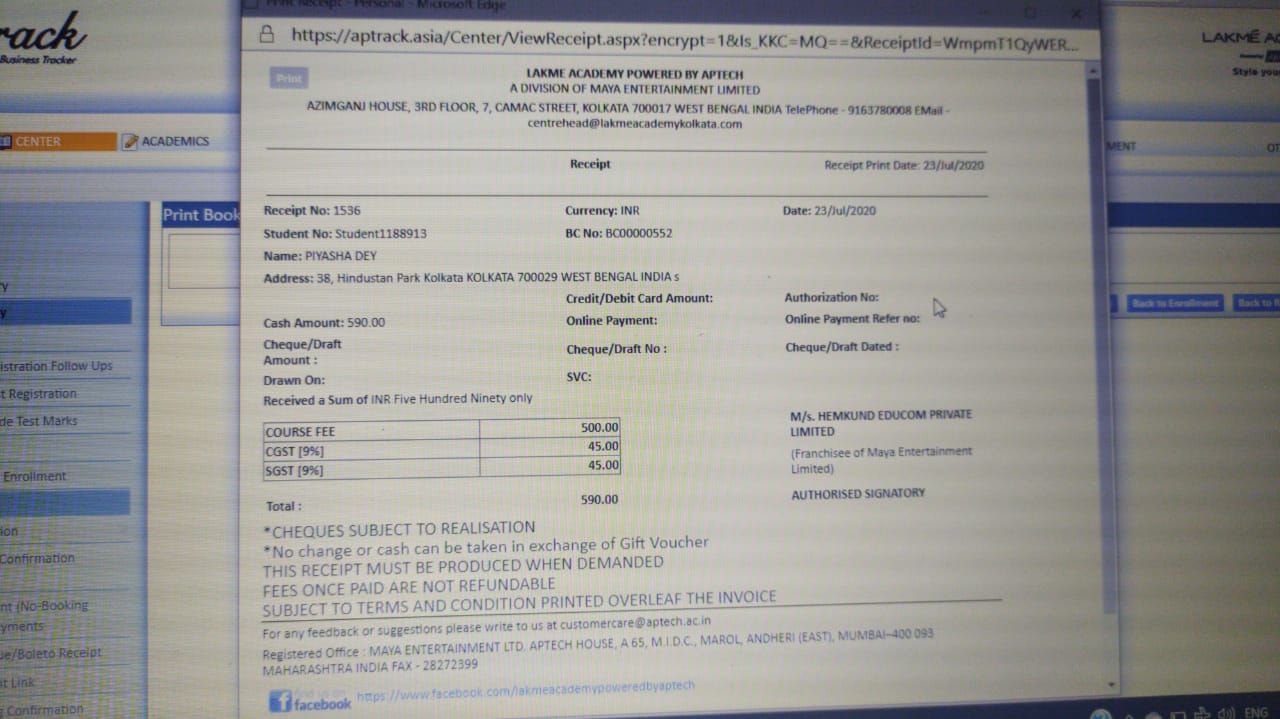 Print Receipt - Personal - Microsoft Edge
https://aptrack.asia/Center/ViewReceipt.aspx?encrypt=1&Is_KKC=MQ==&ReceiptId=WmpmT1QyWER...
rack
Business Tracker
LAKMÉ AC
Style you
CENTER
ACADEMICS
MENT
OT
Print Book
Print
LAKME ACADEMY POWERED BY APTECH
A DIVISION OF MAYA ENTERTAINMENT LIMITED
AZIMGANJ HOUSE, 3RD FLOOR, 7, CAMAC STREET, KOLKATA 700017 WEST BENGAL INDIA TelePhone - 9163780008 EMail -
centrehead@lakmeacademykolkata.com
Receipt
Receipt Print Date: 23/Jul/2020
Receipt No: 1536 Currency: INR Date: 23/Jul/2020
Student No: Student1188913 BC No: BC00000552
Name: PIYASHA DEY
Address: 38, Hindustan Park Kolkata KOLKATA 700029 WEST BENGAL INDIA s
Credit/Debit Card Amount: Authorization No:
Cash Amount: 590.00 Online Payment: Online Payment Refer no:
Cheque/Draft
Amount : Cheque/Draft No : Cheque/Draft Dated :
Drawn On: SVC:
Received a Sum of INR Five Hundred Ninety only
COURSE FEE 500.00
CGST [9%] 45.00
SGST [9%] 45.00
Total : 590.00
M/s. HEMKUND EDUCOM PRIVATE
LIMITED
(Franchisee of Maya Entertainment
Limited)
AUTHORISED SIGNATORY
*CHEQUES SUBJECT TO REALISATION
*No change or cash can be taken in exchange of Gift Voucher
THIS RECEIPT MUST BE PRODUCED WHEN DEMANDED
FEES ONCE PAID ARE NOT REFUNDABLE
SUBJECT TO TERMS AND CONDITION PRINTED OVERLEAF THE INVOICE
For any feedback or suggestions please write to us at customercare@aptech.ac.in
Registered Office : MAYA ENTERTAINMENT LTD. APTECH HOUSE, A 65, M.I.D.C., MAROL, ANDHERI (EAST), MUMBAI-400 093
MAHARASHTRA INDIA FAX - 28272399
find us on
facebook https://www.facebook.com/lakmeacademypoweredbyaptech
Back to Enrollment
Back to R
y
y
istration Follow Ups
t Registration
de Test Marks
Enrollment
ion
Confirmation
nt (No-Booking
yments
ue/Boleto Receipt
t Link
Confirmation
ENG